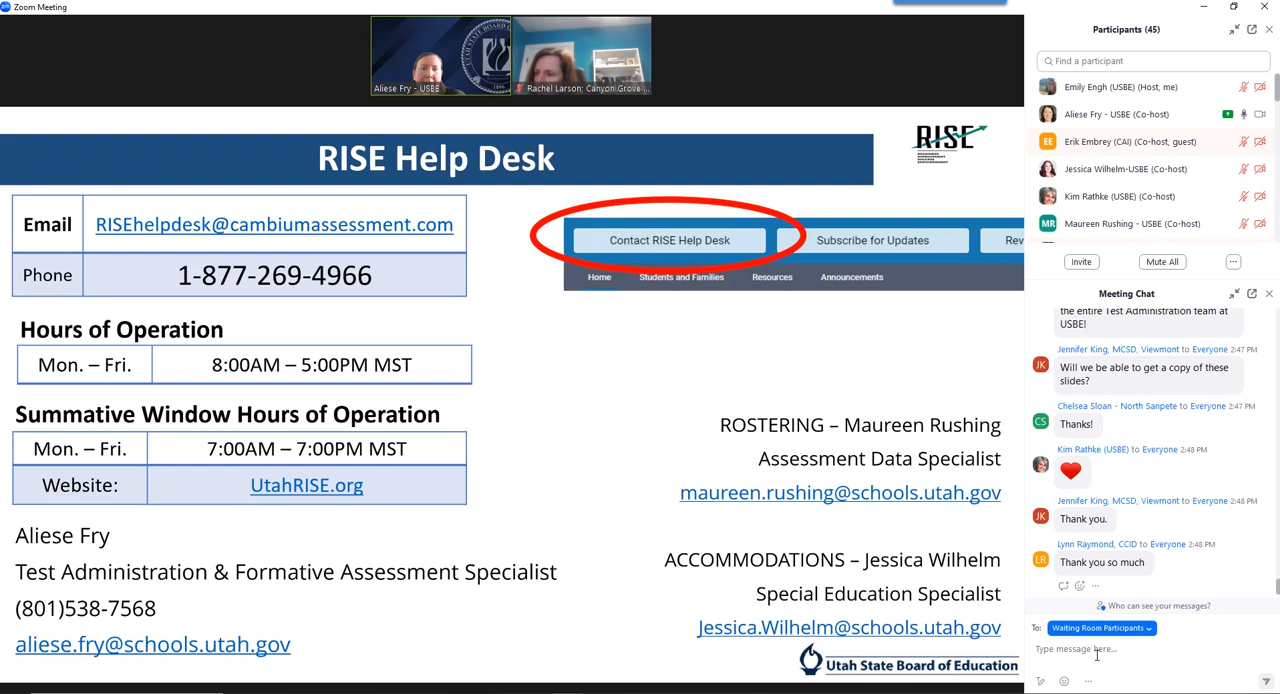 Zoom Meeting
Aliese Fry - USBE
Rachel Larson; Canyon Grove ...
RISE Help Desk
RISE
Email
RISEhelpdesk@cambiumassessment.com
Phone
1-877-269-4966
Contact RISE Help Desk
Subscribe for Updates
Rev
Home
Students and Families
Resources
Announcements
Hours of Operation
Mon. – Fri.
8:00AM – 5:00PM MST
Summative Window Hours of Operation
Mon. – Fri.
7:00AM – 7:00PM MST
Website:
UtahRISE.org
Aliese Fry
Test Administration & Formative Assessment Specialist
(801)538-7568
aliese.fry@schools.utah.gov
ROSTERING – Maureen Rushing
Assessment Data Specialist
maureen.rushing@schools.utah.gov
ACCOMMODATIONS – Jessica Wilhelm
Special Education Specialist
Jessica.Wilhelm@schools.utah.gov
Utah State Board of Education
Participants (45)
Find a participant
Emily Engh (USBE) (Host, me)
Aliese Fry - USBE (Co-host)
EE
Erik Embrey (CAI) (Co-host, guest)
Jessica Wilhelm-USBE (Co-host)
Kim Rathke (USBE) (Co-host)
MR
Maureen Rushing - USBE (Co-host)
Invite
Mute All
...
Meeting Chat
the entire Test Administration team at
USBE!
Jennifer King, MCSD, Viewmont to Everyone 2:47 PM
JK
Will we be able to get a copy of these
slides?
Chelsea Sloan - North Sanpete to Everyone 2:47 PM
CS
Thanks!
Kim Rathke (USBE) to Everyone 2:48 PM
Jennifer King, MCSD, Viewmont to Everyone 2:48 PM
JK
Thank you.
Lynn Raymond, CCID to Everyone 2:48 PM
LR
Thank you so much
...
Who can see your messages?
To: Waiting Room Participants
Type message here...
...